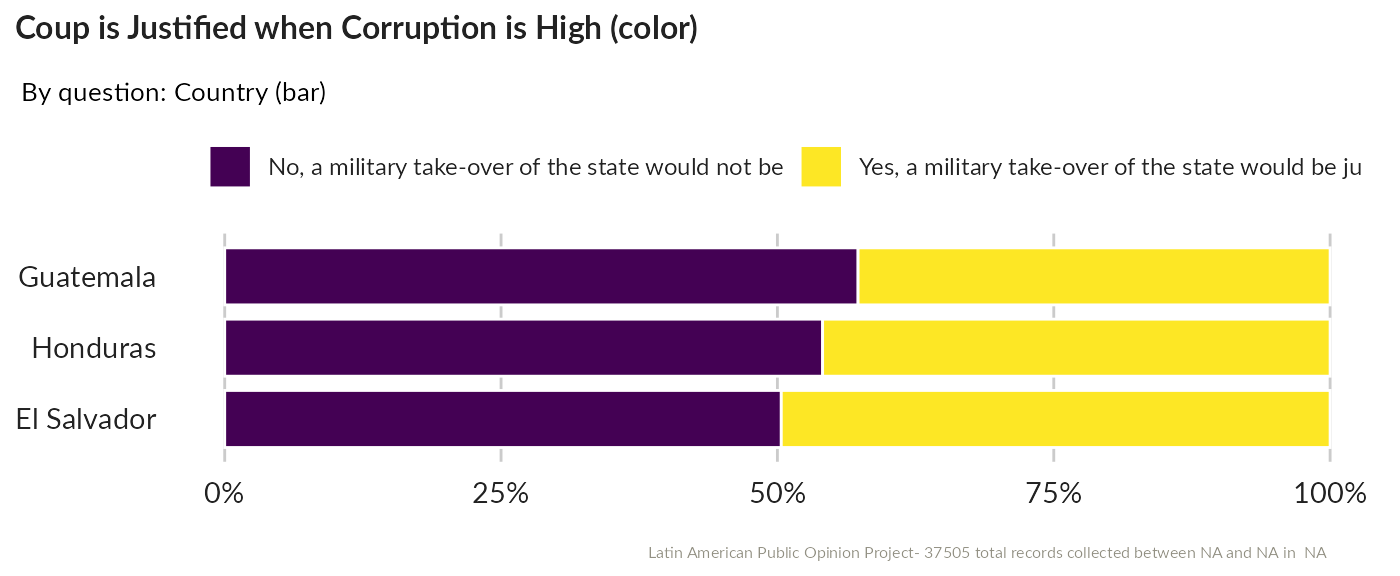 Coup is Justified when Corruption is High (color)
By question: Country (bar)
No, a military take-over of the state would not be
Yes, a military take-over of the state would be ju
Guatemala
Honduras
El Salvador
0%
25%
50%
75%
100%
Latin American Public Opinion Project- 37505 total records collected between NA and NA in  NA